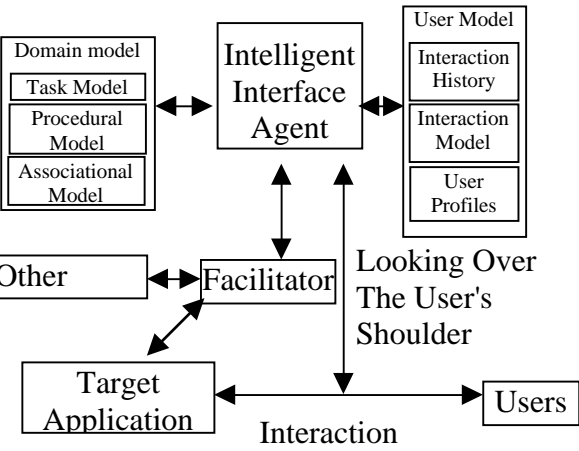 Domain model
Task Model
Procedural
Model
Associational
Model
Intelligent
Interface
Agent
User Model
Interaction
History
Interaction
Model
User
Profiles
Other
Facilitator
Looking Over
The User's
Shoulder
Target
Application
Users
Interaction